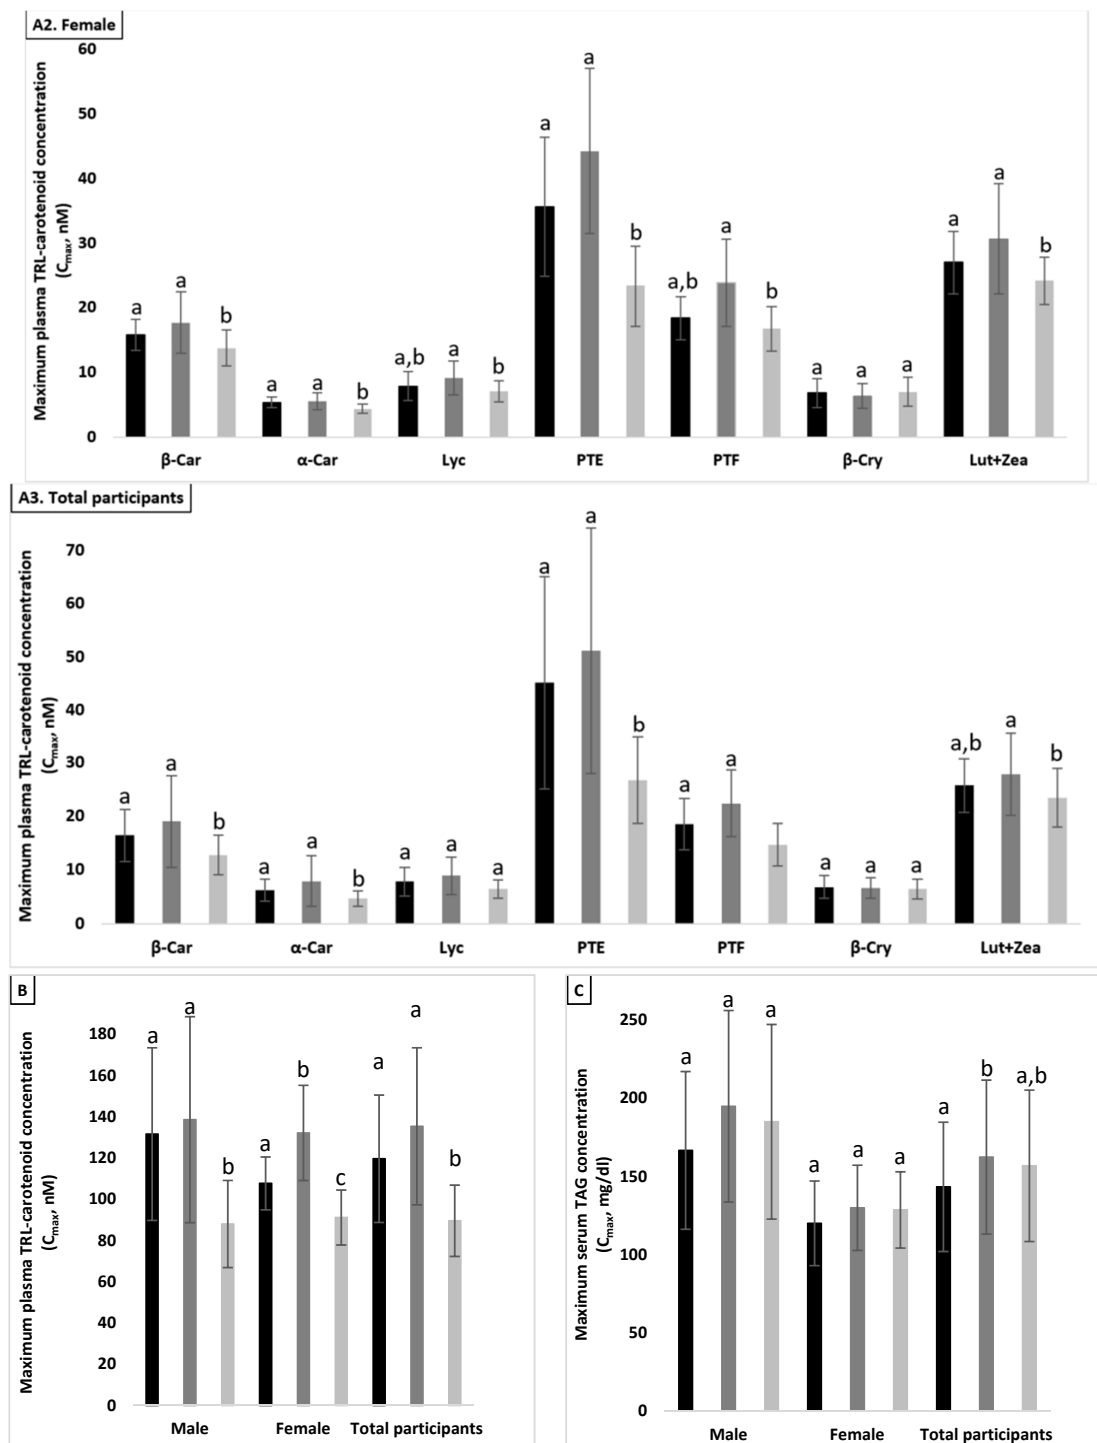 A2. Female
Maximum plasma TRL-carotenoid concentration
(Cmax, nM)
60
50
40
30
20
10
0
a a b
a a b
a,b a b
a a b
a,b a b
a a a
a a b
β-Car α-Car Lyc PTE PTF β-Cry Lut+Zea
A3. Total participants
Maximum plasma TRL-carotenoid concentration
(Cmax, nM)
70
60
50
40
30
20
10
0
a a b
a a b
a a a
a a b
a a
a a a
a,b a b
β-Car α-Car Lyc PTE PTF β-Cry Lut+Zea
B
Maximum plasma TRL-carotenoid concentration
(Cmax, nM)
180
160
140
120
100
80
60
40
20
0
a a b
a b c
a a b
Male Female Total participants
C
Maximum serum TAG concentration
(Cmax, mg/dl)
250
200
150
100
50
0
a a a
a a a
a b a,b
Male Female Total participants